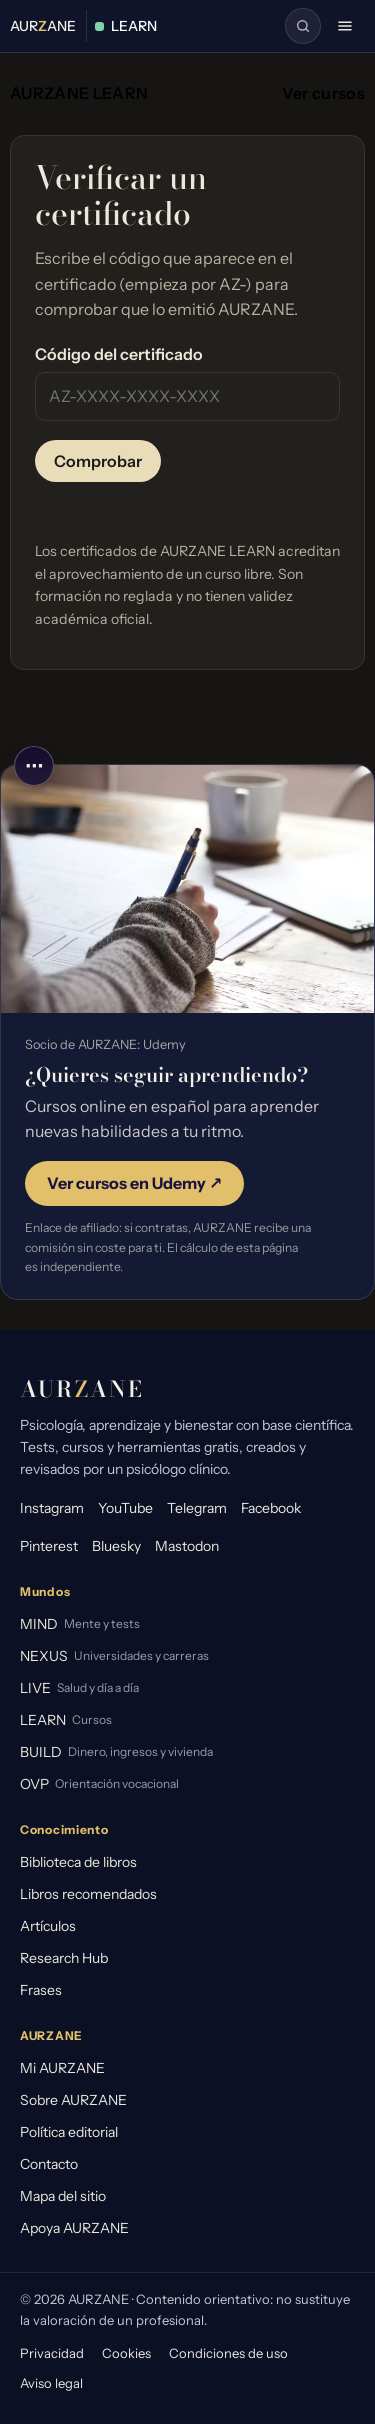 AURZANE LEARN
AURZANE LEARN Ver cursos
Verificar un
certificado
Escribe el código que aparece en el
certificado (empieza por AZ-) para
comprobar que lo emitió AURZANE.
Código del certificado
AZ-XXXX-XXXX-XXXX
Comprobar
Los certificados de AURZANE LEARN acreditan
el aprovechamiento de un curso libre. Son
formación no reglada y no tienen validez
académica oficial.
Socio de AURZANE: Udemy
¿Quieres seguir aprendiendo?
Cursos online en español para aprender
nuevas habilidades a tu ritmo.
Ver cursos en Udemy ↗
Enlace de afiliado: si contratas, AURZANE recibe una
comisión sin coste para ti. El cálculo de esta página
es independiente.
AURZANE
Psicología, aprendizaje y bienestar con base científica.
Tests, cursos y herramientas gratis, creados y
revisados por un psicólogo clínico.
Instagram YouTube Telegram Facebook
Pinterest Bluesky Mastodon
Mundos
MIND Mente y tests
NEXUS Universidades y carreras
LIVE Salud y día a día
LEARN Cursos
BUILD Dinero, ingresos y vivienda
OVP Orientación vocacional
Conocimiento
Biblioteca de libros
Libros recomendados
Artículos
Research Hub
Frases
AURZANE
Mi AURZANE
Sobre AURZANE
Política editorial
Contacto
Mapa del sitio
Apoya AURZANE
© 2026 AURZANE · Contenido orientativo: no sustituye
la valoración de un profesional.
Privacidad Cookies Condiciones de uso
Aviso legal